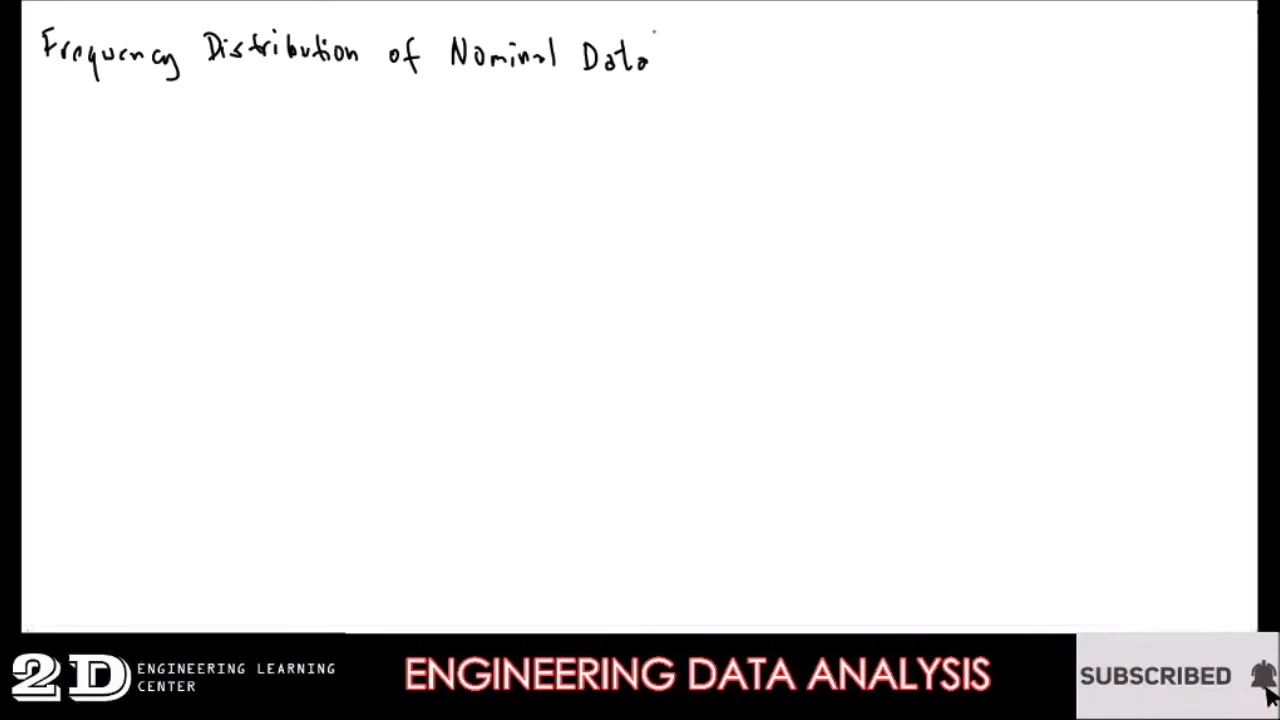 Frequency Distribution of Nominal Data
2D ENGINEERING LEARNING
CENTER
ENGINEERING DATA ANALYSIS
SUBSCRIBED